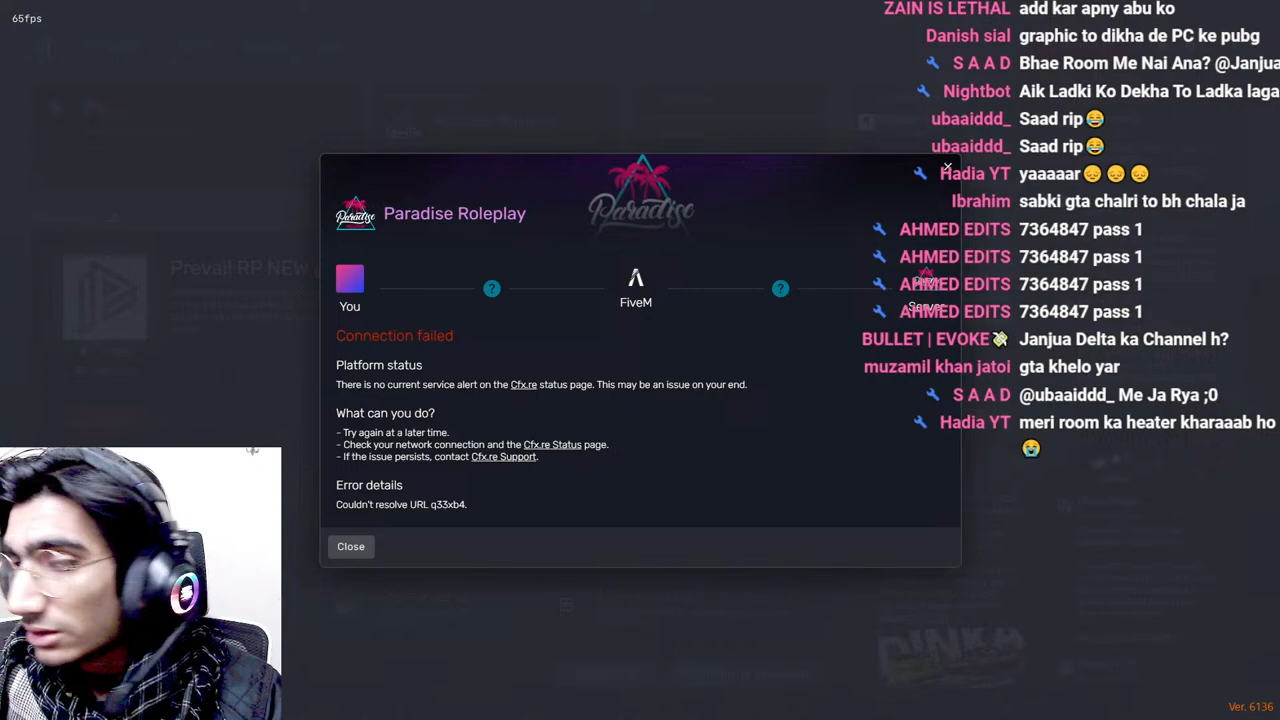 65fps
ZAIN IS LETHAL add kar apny abu ko
Danish sial graphic to dikha de PC ke pubg
S A A D Bhae Room Me Nai Ana? @Janjua
Nightbot Aik Ladki Ko Dekha To Ladka laga
ubaaiddd_ Saad rip😂
ubaaiddd_ Saad rip😂
Hadia YT yaaaaar😞😞😞
Ibrahim sabki gta chalri to bh chala ja
AHMED EDITS 7364847 pass 1
AHMED EDITS 7364847 pass 1
AHMED EDITS 7364847 pass 1
AHMED EDITS 7364847 pass 1
BULLET | EVOKE💸 Janjua Delta ka Channel h?
muzamil khan jatoi gta khelo yar
S A A D @ubaaiddd_ Me Ja Rya ;0
Hadia YT meri room ka heater kharaaab ho
😭
Paradise
Paradise
Paradise Roleplay
Prevail RP NEW
You
?
FiveM
?
Server
Connection failed
Platform status
There is no current service alert on the Cfx.re status page. This may be an issue on your end.
What can you do?
- Try again at a later time.
- Check your network connection and the Cfx.re Status page.
- If the issue persists, contact Cfx.re Support.
Error details
Couldn't resolve URL q33xb4.
Close
Ver. 6136